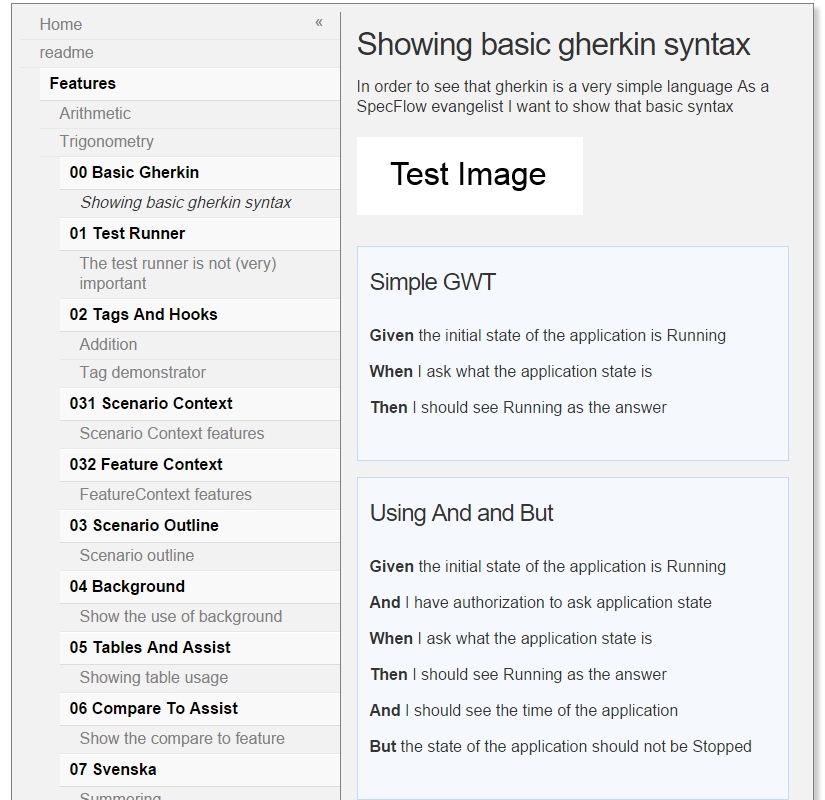 Home «
readme
Features
Arithmetic
Trigonometry
00 Basic Gherkin
Showing basic gherkin syntax
01 Test Runner
The test runner is not (very)
important
02 Tags And Hooks
Addition
Tag demonstrator
031 Scenario Context
Scenario Context features
032 Feature Context
FeatureContext features
03 Scenario Outline
Scenario outline
04 Background
Show the use of background
05 Tables And Assist
Showing table usage
06 Compare To Assist
Show the compare to feature
07 Svenska
Summering
Showing basic gherkin syntax
In order to see that gherkin is a very simple language As a
SpecFlow evangelist I want to show that basic syntax
Test Image
Simple GWT
Given the initial state of the application is Running
When I ask what the application state is
Then I should see Running as the answer
Using And and But
Given the initial state of the application is Running
And I have authorization to ask application state
When I ask what the application state is
Then I should see Running as the answer
And I should see the time of the application
But the state of the application should not be Stopped